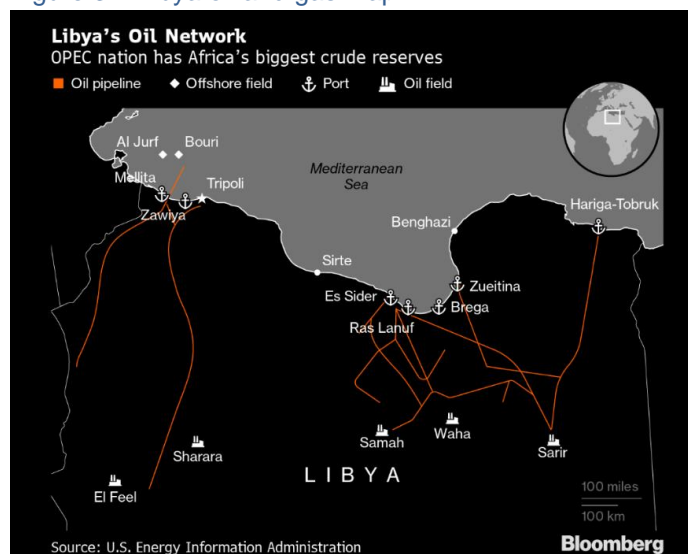 Libya's Oil Network
OPEC nation has Africa's biggest crude reserves
Oil pipeline Offshore field Port Oil field
Al Jurf Bouri
Mellita
Tripoli
Zawiya
Mediterranean
Sea
Hariga-Tobruk
Benghazi
Sirte
Zueitina
Es Sider
Brega
Ras Lanuf
Samah
Waha
Sarir
Sharara
El Feel
LIBYA
100 miles
100 km
Source: U.S. Energy Information Administration
Bloomberg